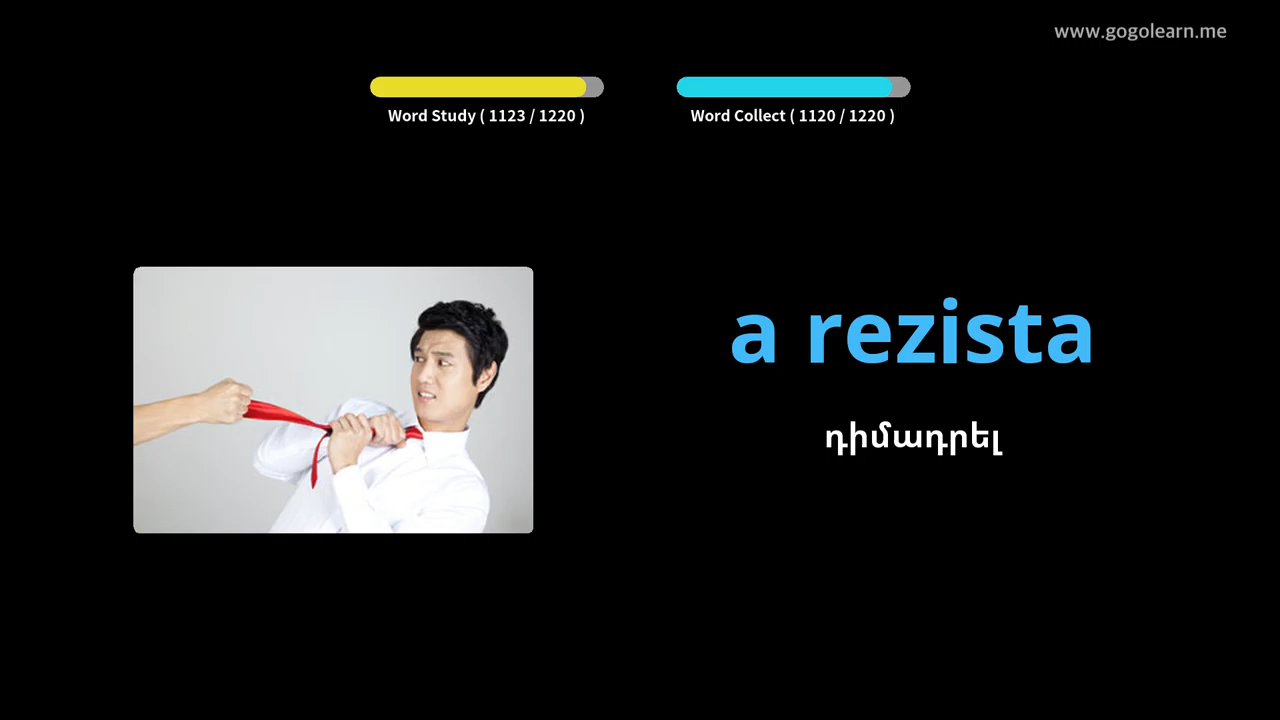 www.gogolearn.me
Word Study ( 1123 / 1220 )
Word Collect ( 1120 / 1220 )
a rezista
դիմադրել